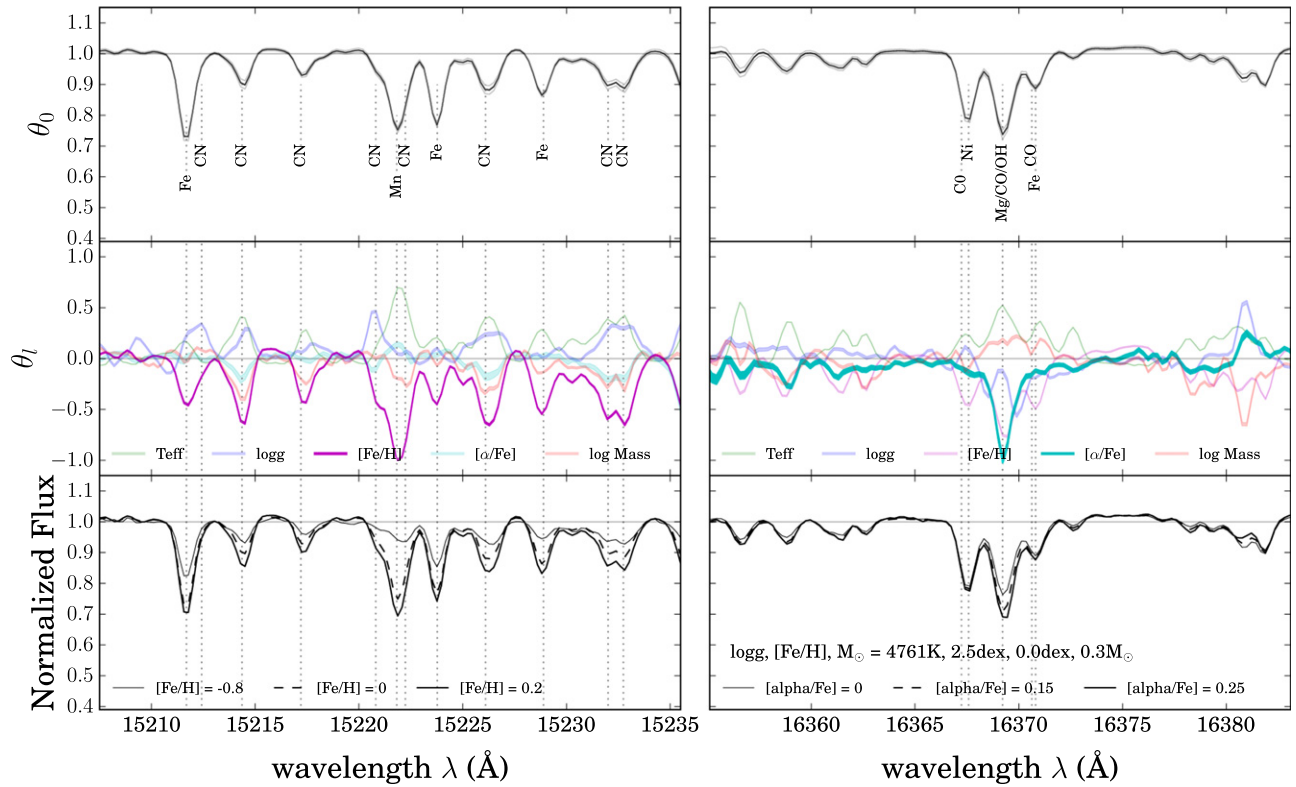 1.1
1.0
0.9
0.8
0.7
0.6
0.5
0.4
θ0
Fe
CN
CN
CN
CN
Mn
CN
Fe
CN
Fe
CN
CN
C0
Ni
Mg/CO/OH
Fe
CO
1.0
0.5
0.0
−0.5
−1.0
θl
Teff
logg
[Fe/H]
[α/Fe]
log Mass
Teff
logg
[Fe/H]
[α/Fe]
log Mass
1.1
1.0
0.9
0.8
0.7
0.6
0.5
0.4
Normalized Flux
[Fe/H] = -0.8
[Fe/H] = 0
[Fe/H] = 0.2
logg, [Fe/H], M⊙ = 4761K, 2.5dex, 0.0dex, 0.3M⊙
[alpha/Fe] = 0
[alpha/Fe] = 0.15
[alpha/Fe] = 0.25
15210 15215 15220 15225 15230 15235
16360 16365 16370 16375 16380
wavelength λ (Å)
wavelength λ (Å)